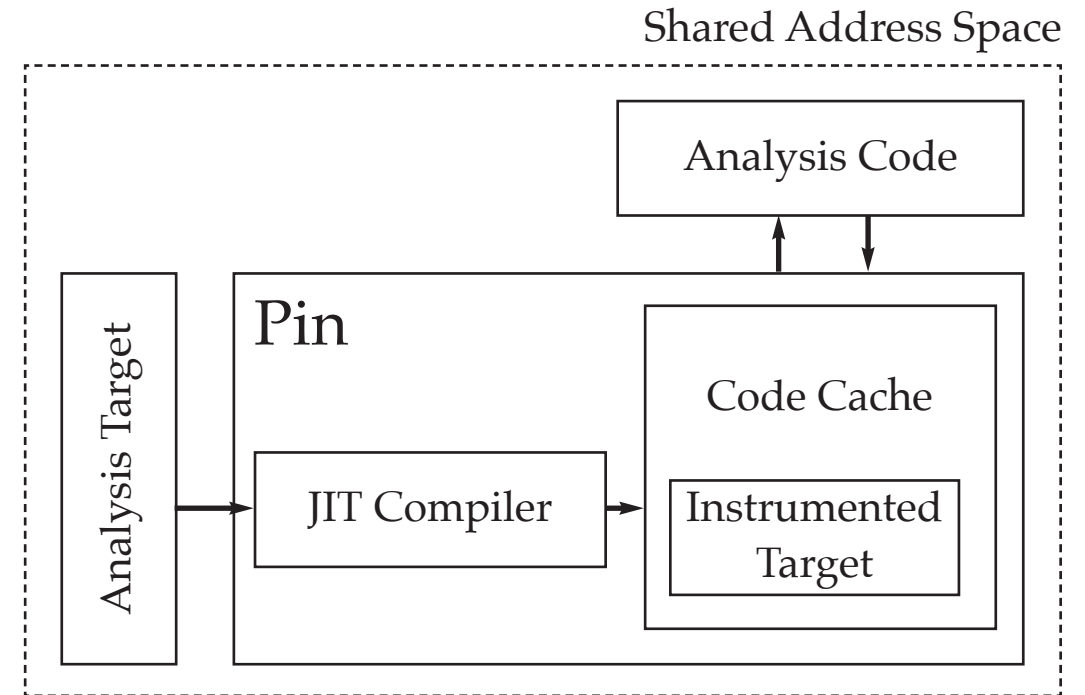 Shared Address Space
Analysis Code
Analysis Target
Pin
Code Cache
JIT Compiler
Instrumented
Target